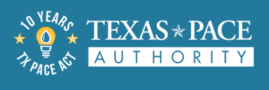 10 YEARS
TX PACE ACT
TEXAS★PACE
AUTHORITY